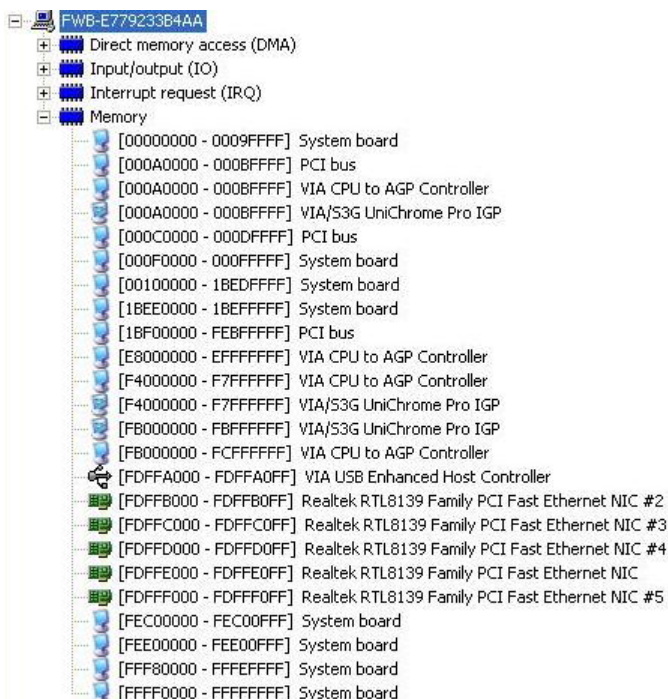 FWB-E779233B4AA
Direct memory access (DMA)
Input/output (IO)
Interrupt request (IRQ)
Memory
[00000000 - 0009FFFF] System board
[000A0000 - 000BFFFF] PCI bus
[000A0000 - 000BFFFF] VIA CPU to AGP Controller
[000A0000 - 000BFFFF] VIA/S3G UniChrome Pro IGP
[000C0000 - 000DFFFF] PCI bus
[000F0000 - 000FFFFF] System board
[00100000 - 1BEDFFFF] System board
[1BEE0000 - 1BEFFFFF] System board
[1BF00000 - FEBFFFFF] PCI bus
[E8000000 - EFFFFFFF] VIA CPU to AGP Controller
[F4000000 - F7FFFFFF] VIA CPU to AGP Controller
[F4000000 - F7FFFFFF] VIA/S3G UniChrome Pro IGP
[FB000000 - FBFFFFFF] VIA/S3G UniChrome Pro IGP
[FB000000 - FCFFFFFF] VIA CPU to AGP Controller
[FDFFA000 - FDFFA0FF] VIA USB Enhanced Host Controller
[FDFFB000 - FDFFB0FF] Realtek RTL8139 Family PCI Fast Ethernet NIC #2
[FDFFC000 - FDFFC0FF] Realtek RTL8139 Family PCI Fast Ethernet NIC #3
[FDFFD000 - FDFFD0FF] Realtek RTL8139 Family PCI Fast Ethernet NIC #4
[FDFFE000 - FDFFE0FF] Realtek RTL8139 Family PCI Fast Ethernet NIC
[FDFFF000 - FDFFF0FF] Realtek RTL8139 Family PCI Fast Ethernet NIC #5
[FEC00000 - FEC00FFF] System board
[FEE00000 - FEE00FFF] System board
[FFF80000 - FFFEFFFF] System board
[FFFF0000 - FFFFFFFF] System board